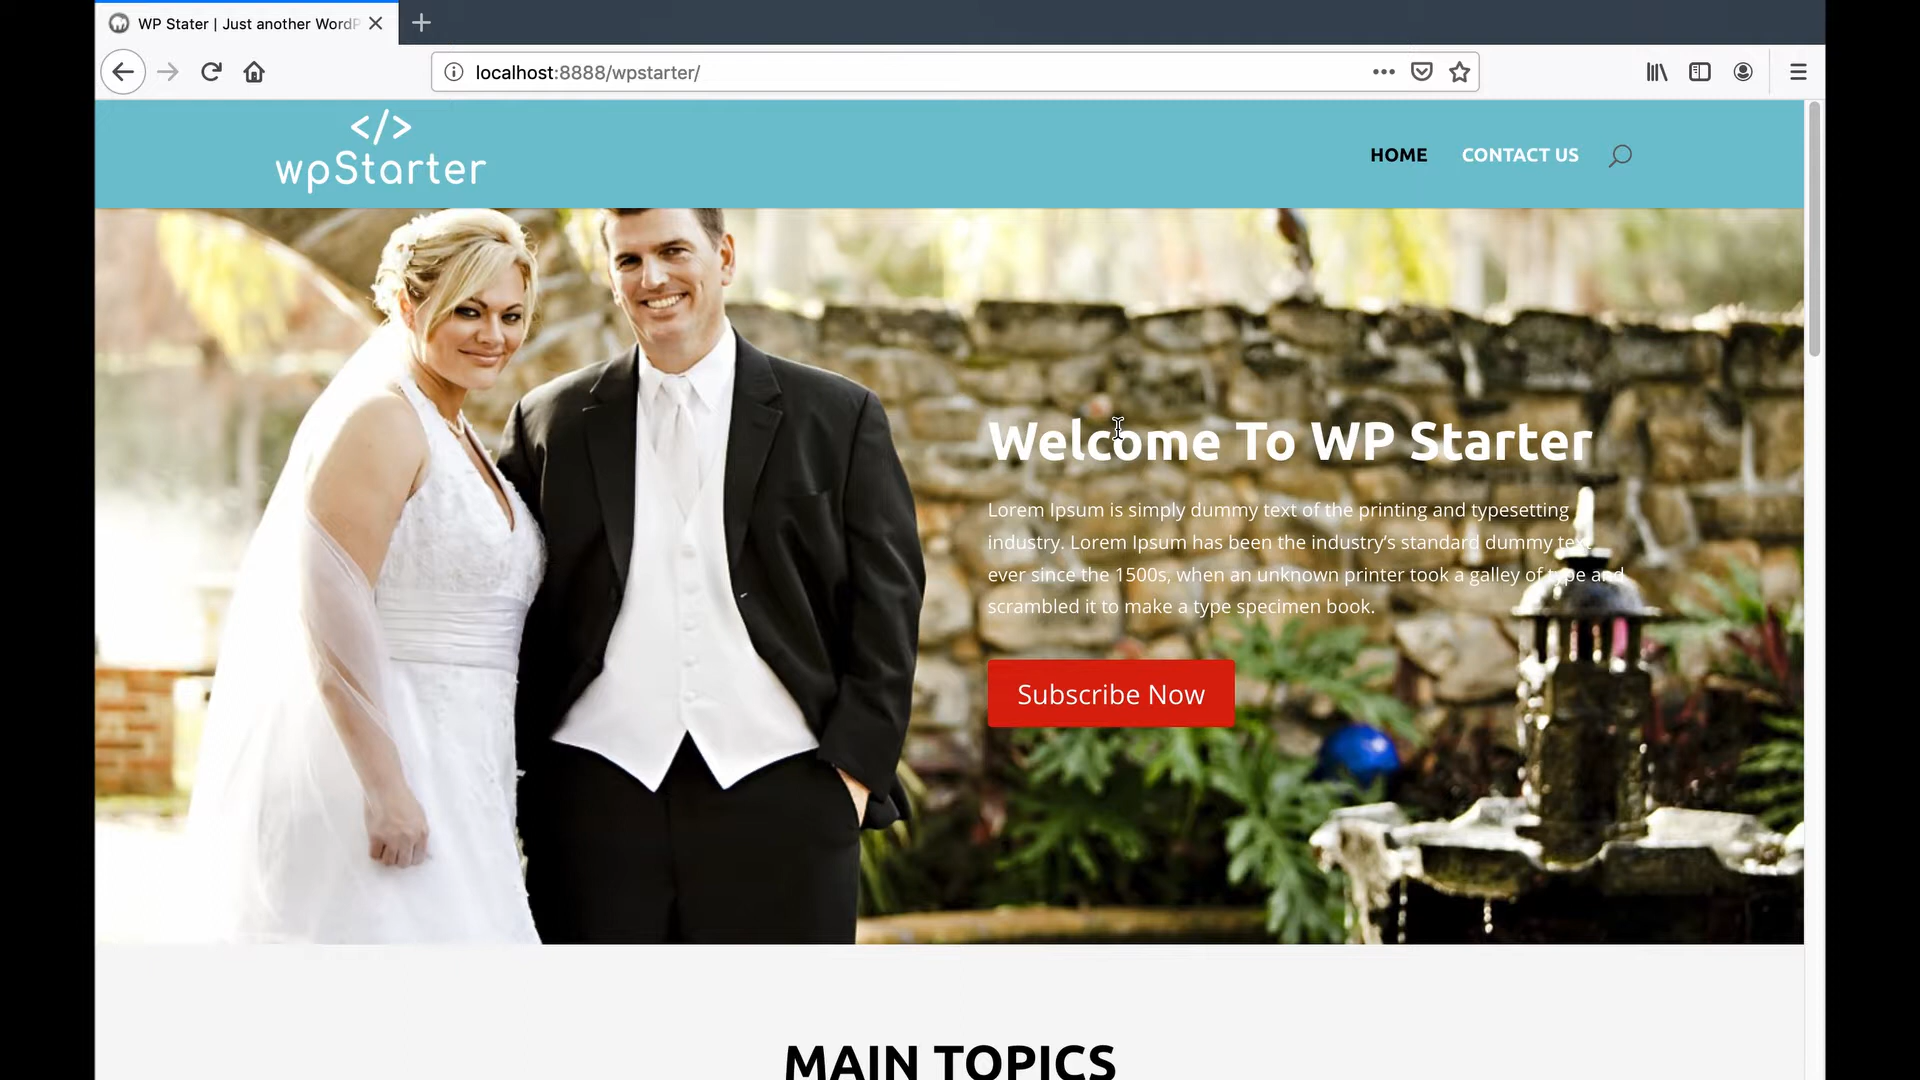 WP Stater | Just another WordP
localhost:8888/wpstarter/
</>
wpStarter
HOME
CONTACT US
Welcome To WP Starter
Lorem Ipsum is simply dummy text of the printing and typesetting
industry. Lorem Ipsum has been the industry's standard dummy text
ever since the 1500s, when an unknown printer took a galley of type and
scrambled it to make a type specimen book.
Subscribe Now
MAIN TOPICS